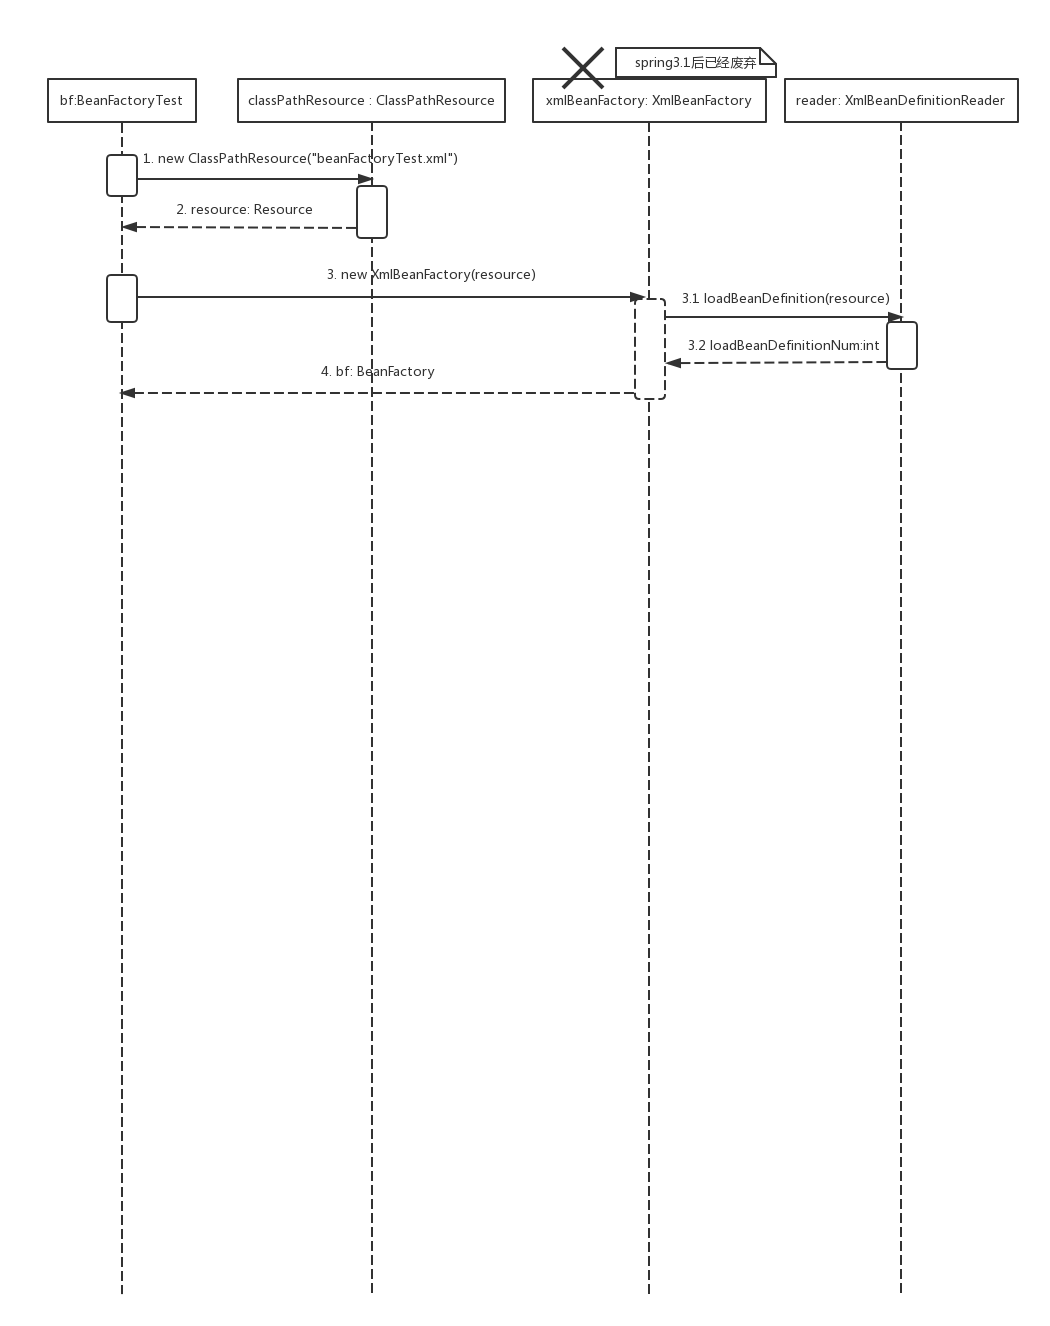 spring3.1后已经废弃
bf:BeanFactoryTest
classPathResource : ClassPathResource
xmlBeanFactory: XmlBeanFactory
reader: XmlBeanDefinitionReader
1. new ClassPathResource("beanFactoryTest.xml")
2. resource: Resource
3. new XmlBeanFactory(resource)
3.1 loadBeanDefinition(resource)
3.2 loadBeanDefinitionNum:int
4. bf: BeanFactory